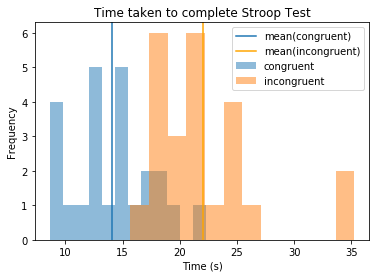 Time taken to complete Stroop Test
mean(congruent)
mean(incongruent)
congruent
incongruent
6
5
4
3
2
1
0
Frequency
10 15 20 25 30 35
Time (s)